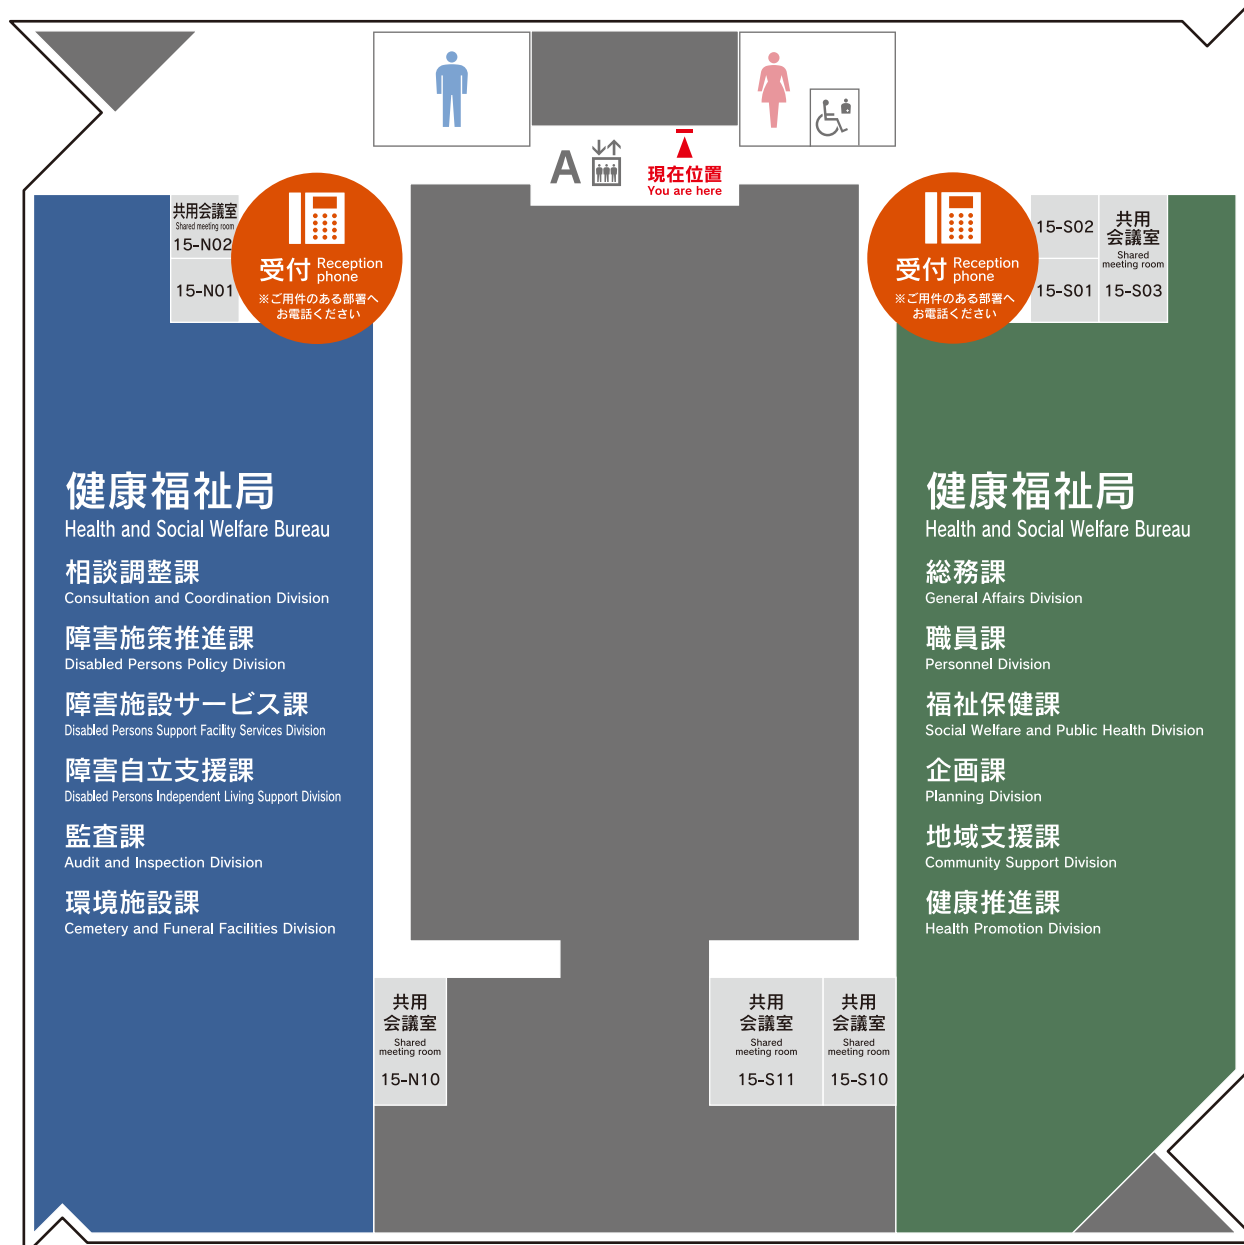 A
現在位置
You are here
共用会議室
Shared meeting room
15-N02
15-N01
受付 Reception phone
※ご用件のある部署へ
お電話ください
受付 Reception phone
※ご用件のある部署へ
お電話ください
15-S02
15-S01
共用
会議室
Shared
meeting room
15-S03
健康福祉局
Health and Social Welfare Bureau
相談調整課
Consultation and Coordination Division
障害施策推進課
Disabled Persons Policy Division
障害施設サービス課
Disabled Persons Support Facility Services Division
障害自立支援課
Disabled Persons Independent Living Support Division
監査課
Audit and Inspection Division
環境施設課
Cemetery and Funeral Facilities Division
健康福祉局
Health and Social Welfare Bureau
総務課
General Affairs Division
職員課
Personnel Division
福祉保健課
Social Welfare and Public Health Division
企画課
Planning Division
地域支援課
Community Support Division
健康推進課
Health Promotion Division
共用
会議室
Shared
meeting room
15-N10
共用
会議室
Shared
meeting room
15-S11
共用
会議室
Shared
meeting room
15-S10